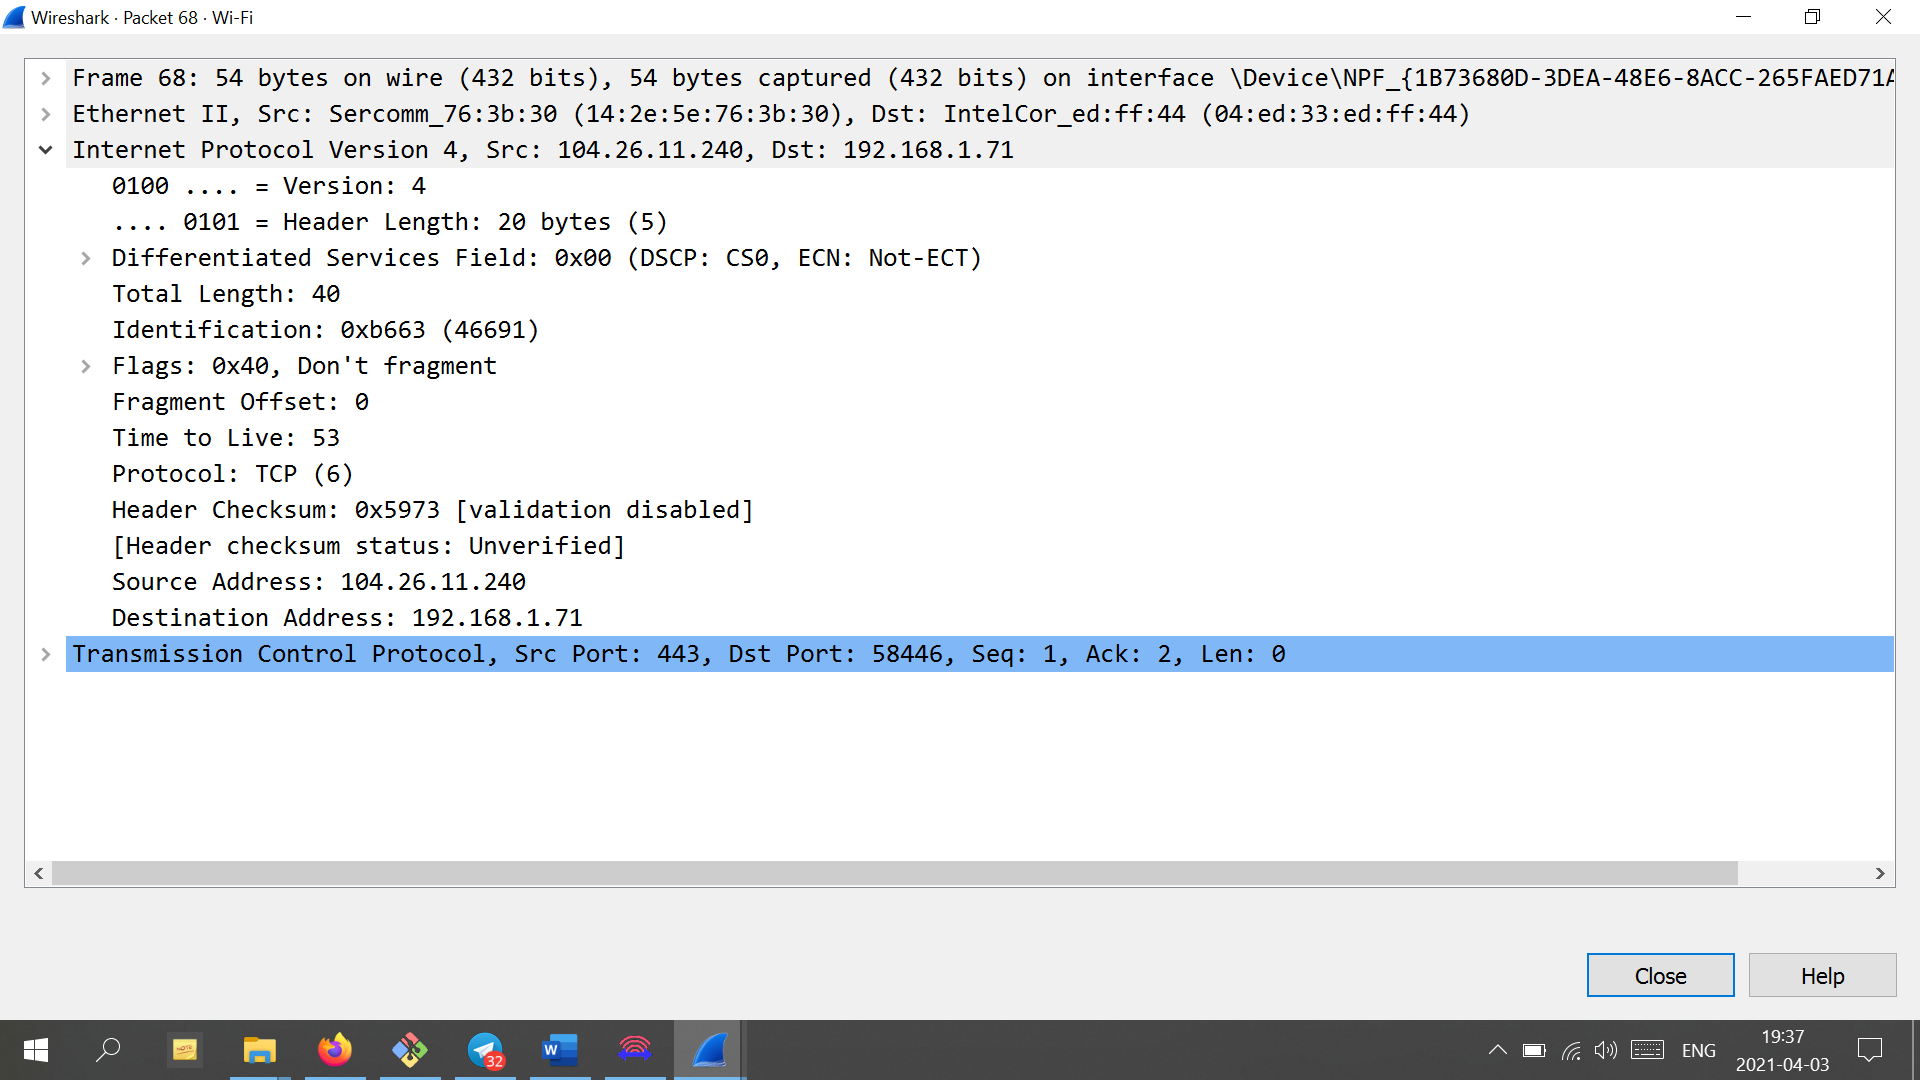 Wireshark · Packet 68 · Wi-Fi
Frame 68: 54 bytes on wire (432 bits), 54 bytes captured (432 bits) on interface \Device\NPF_{1B73680D-3DEA-48E6-8ACC-265FAED71A
Ethernet II, Src: Sercomm_76:3b:30 (14:2e:5e:76:3b:30), Dst: IntelCor_ed:ff:44 (04:ed:33:ed:ff:44)
Internet Protocol Version 4, Src: 104.26.11.240, Dst: 192.168.1.71
0100 .... = Version: 4
.... 0101 = Header Length: 20 bytes (5)
Differentiated Services Field: 0x00 (DSCP: CS0, ECN: Not-ECT)
Total Length: 40
Identification: 0xb663 (46691)
Flags: 0x40, Don't fragment
Fragment Offset: 0
Time to Live: 53
Protocol: TCP (6)
Header Checksum: 0x5973 [validation disabled]
[Header checksum status: Unverified]
Source Address: 104.26.11.240
Destination Address: 192.168.1.71
Transmission Control Protocol, Src Port: 443, Dst Port: 58446, Seq: 1, Ack: 2, Len: 0
Close
Help
NOTE
32
W
ENG
19:37
2021-04-03